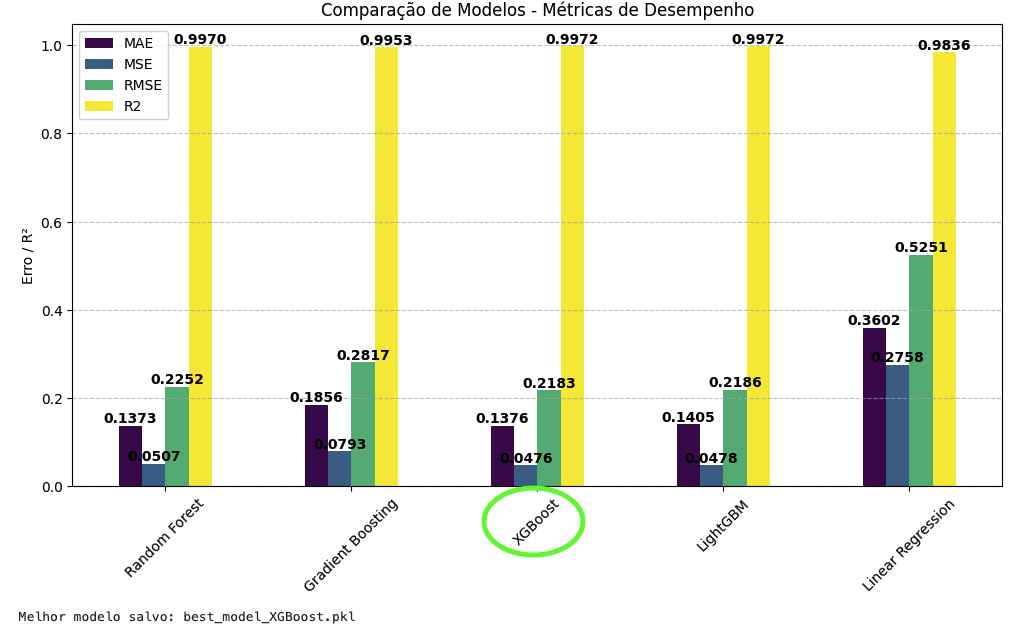 Comparação de Modelos - Métricas de Desempenho
MAE
MSE
RMSE
R2
Erro / R²
1.0
0.8
0.6
0.4
0.2
0.0
0.1373
0.0507
0.2252
0.9970
0.1856
0.0793
0.2817
0.9953
0.1376
0.0476
0.2183
0.9972
0.1405
0.0478
0.2186
0.9972
0.3602
0.2758
0.5251
0.9836
Random Forest
Gradient Boosting
XGBoost
LightGBM
Linear Regression
Melhor modelo salvo: best_model_XGBoost.pkl